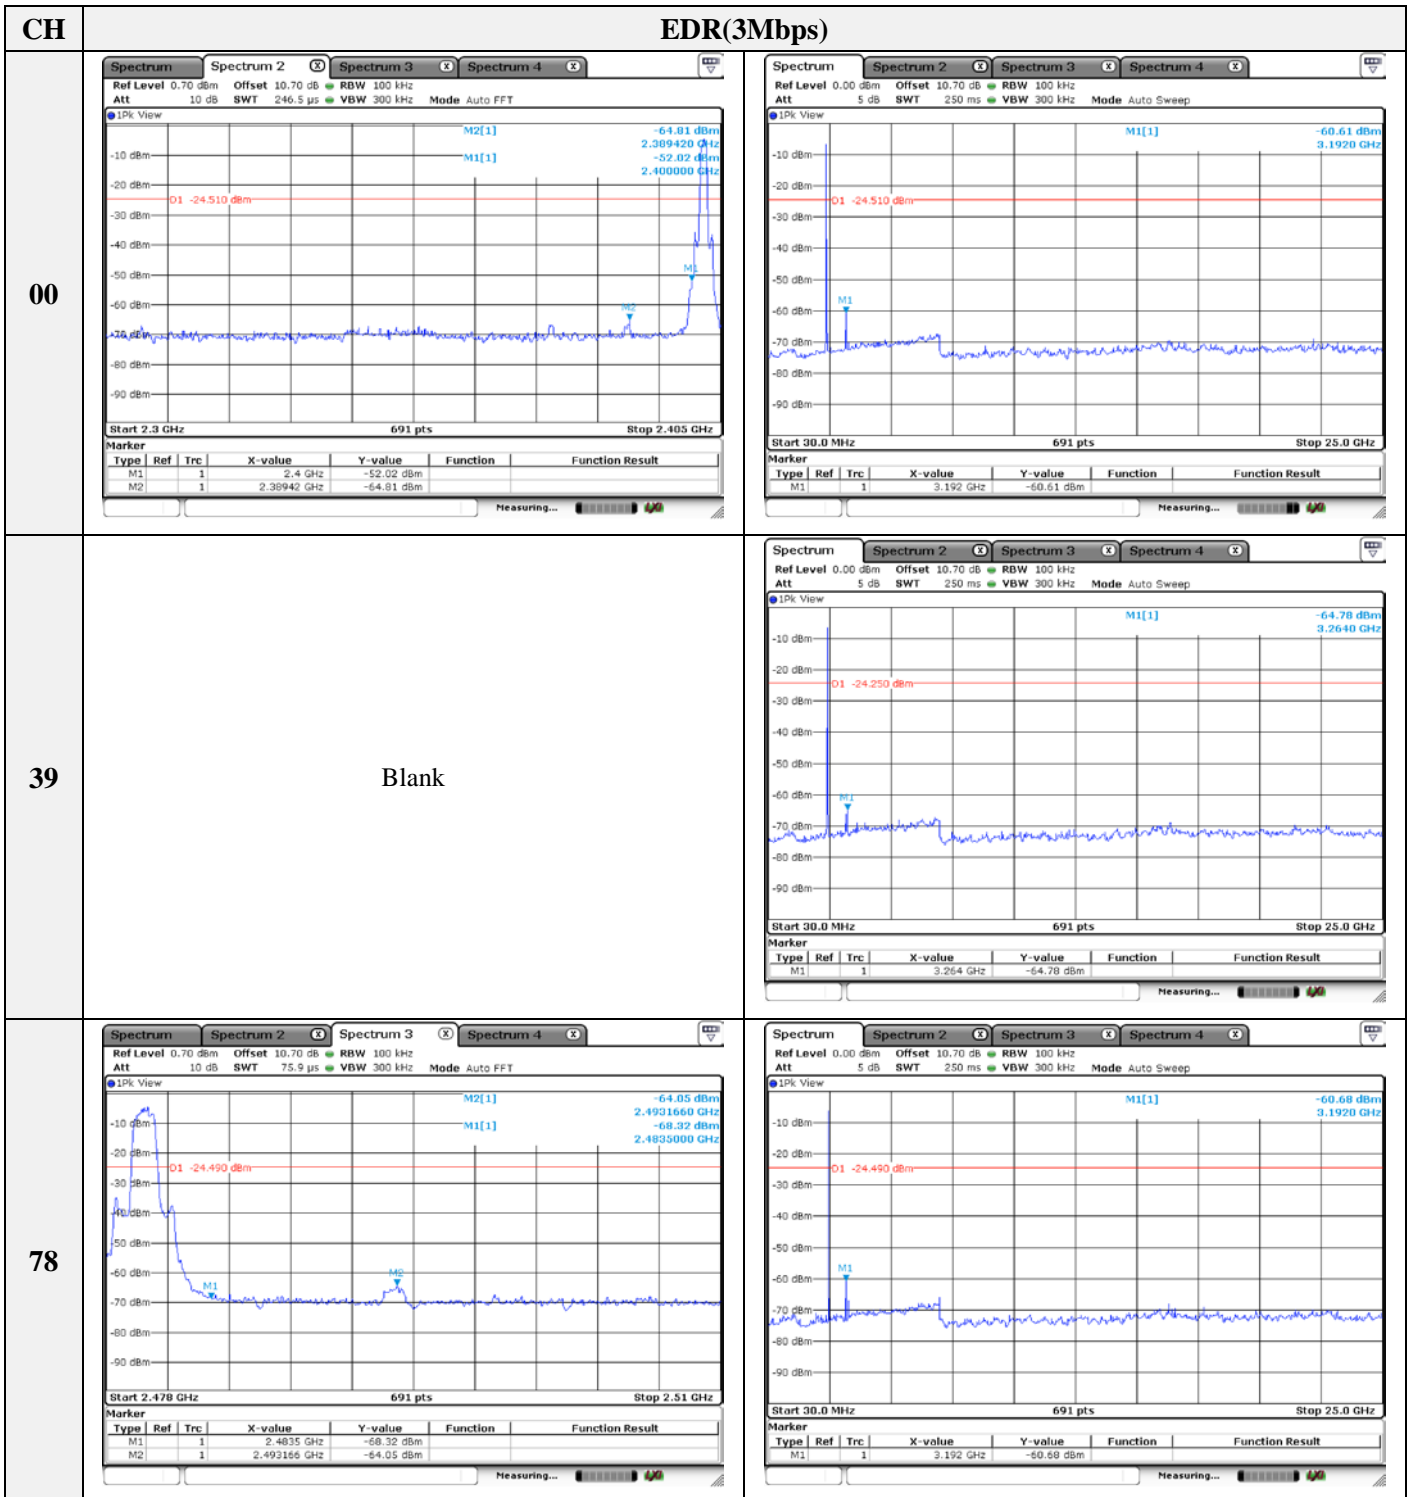 CH EDR(3Mbps)
00
Spectrum Spectrum 2 Spectrum 3 Spectrum 4
Ref Level 0.70 dBm Offset 10.70 dB RBW 100 kHz
Att 10 dB SWT 246.5 µs VBW 300 kHz Mode Auto FFT
1Pk View
M2[1] -64.81 dBm
2.389420 GHz
M1[1] -52.02 dBm
2.400000 GHz
-10 dBm
-20 dBm
D1 -24.510 dBm
-30 dBm
-40 dBm
-50 dBm
M1
-60 dBm
M2
-70 dBm
-80 dBm
-90 dBm
Start 2.3 GHz 691 pts Stop 2.405 GHz
Marker
Type Ref Trc X-value Y-value Function Function Result
M1 1 2.4 GHz -52.02 dBm
M2 1 2.38942 GHz -64.81 dBm
Measuring...
Spectrum Spectrum 2 Spectrum 3 Spectrum 4
Ref Level 0.00 dBm Offset 10.70 dB RBW 100 kHz
Att 5 dB SWT 250 ms VBW 300 kHz Mode Auto Sweep
1Pk View
M1[1] -60.61 dBm
3.1920 GHz
-10 dBm
-20 dBm
D1 -24.510 dBm
-30 dBm
-40 dBm
-50 dBm
-60 dBm
M1
-70 dBm
-80 dBm
-90 dBm
Start 30.0 MHz 691 pts Stop 25.0 GHz
Marker
Type Ref Trc X-value Y-value Function Function Result
M1 1 3.192 GHz -60.61 dBm
Measuring...
39
Blank
Spectrum Spectrum 2 Spectrum 3 Spectrum 4
Ref Level 0.00 dBm Offset 10.70 dB RBW 100 kHz
Att 5 dB SWT 250 ms VBW 300 kHz Mode Auto Sweep
1Pk View
M1[1] -64.78 dBm
3.2640 GHz
-10 dBm
-20 dBm
D1 -24.250 dBm
-30 dBm
-40 dBm
-50 dBm
-60 dBm
M1
-70 dBm
-80 dBm
-90 dBm
Start 30.0 MHz 691 pts Stop 25.0 GHz
Marker
Type Ref Trc X-value Y-value Function Function Result
M1 1 3.264 GHz -64.78 dBm
Measuring...
78
Spectrum Spectrum 2 Spectrum 3 Spectrum 4
Ref Level 0.70 dBm Offset 10.70 dB RBW 100 kHz
Att 10 dB SWT 75.9 µs VBW 300 kHz Mode Auto FFT
1Pk View
M2[1] -64.05 dBm
2.4931660 GHz
M1[1] -68.32 dBm
2.4835000 GHz
-10 dBm
-20 dBm
D1 -24.490 dBm
-30 dBm
-40 dBm
-50 dBm
-60 dBm
M2
M1
-70 dBm
-80 dBm
-90 dBm
Start 2.478 GHz 691 pts Stop 2.51 GHz
Marker
Type Ref Trc X-value Y-value Function Function Result
M1 1 2.4835 GHz -68.32 dBm
M2 1 2.493166 GHz -64.05 dBm
Measuring...
Spectrum Spectrum 2 Spectrum 3 Spectrum 4
Ref Level 0.00 dBm Offset 10.70 dB RBW 100 kHz
Att 5 dB SWT 250 ms VBW 300 kHz Mode Auto Sweep
1Pk View
M1[1] -60.68 dBm
3.1920 GHz
-10 dBm
-20 dBm
D1 -24.490 dBm
-30 dBm
-40 dBm
-50 dBm
M1
-60 dBm
-70 dBm
-80 dBm
-90 dBm
Start 30.0 MHz 691 pts Stop 25.0 GHz
Marker
Type Ref Trc X-value Y-value Function Function Result
M1 1 3.192 GHz -60.68 dBm
Measuring...